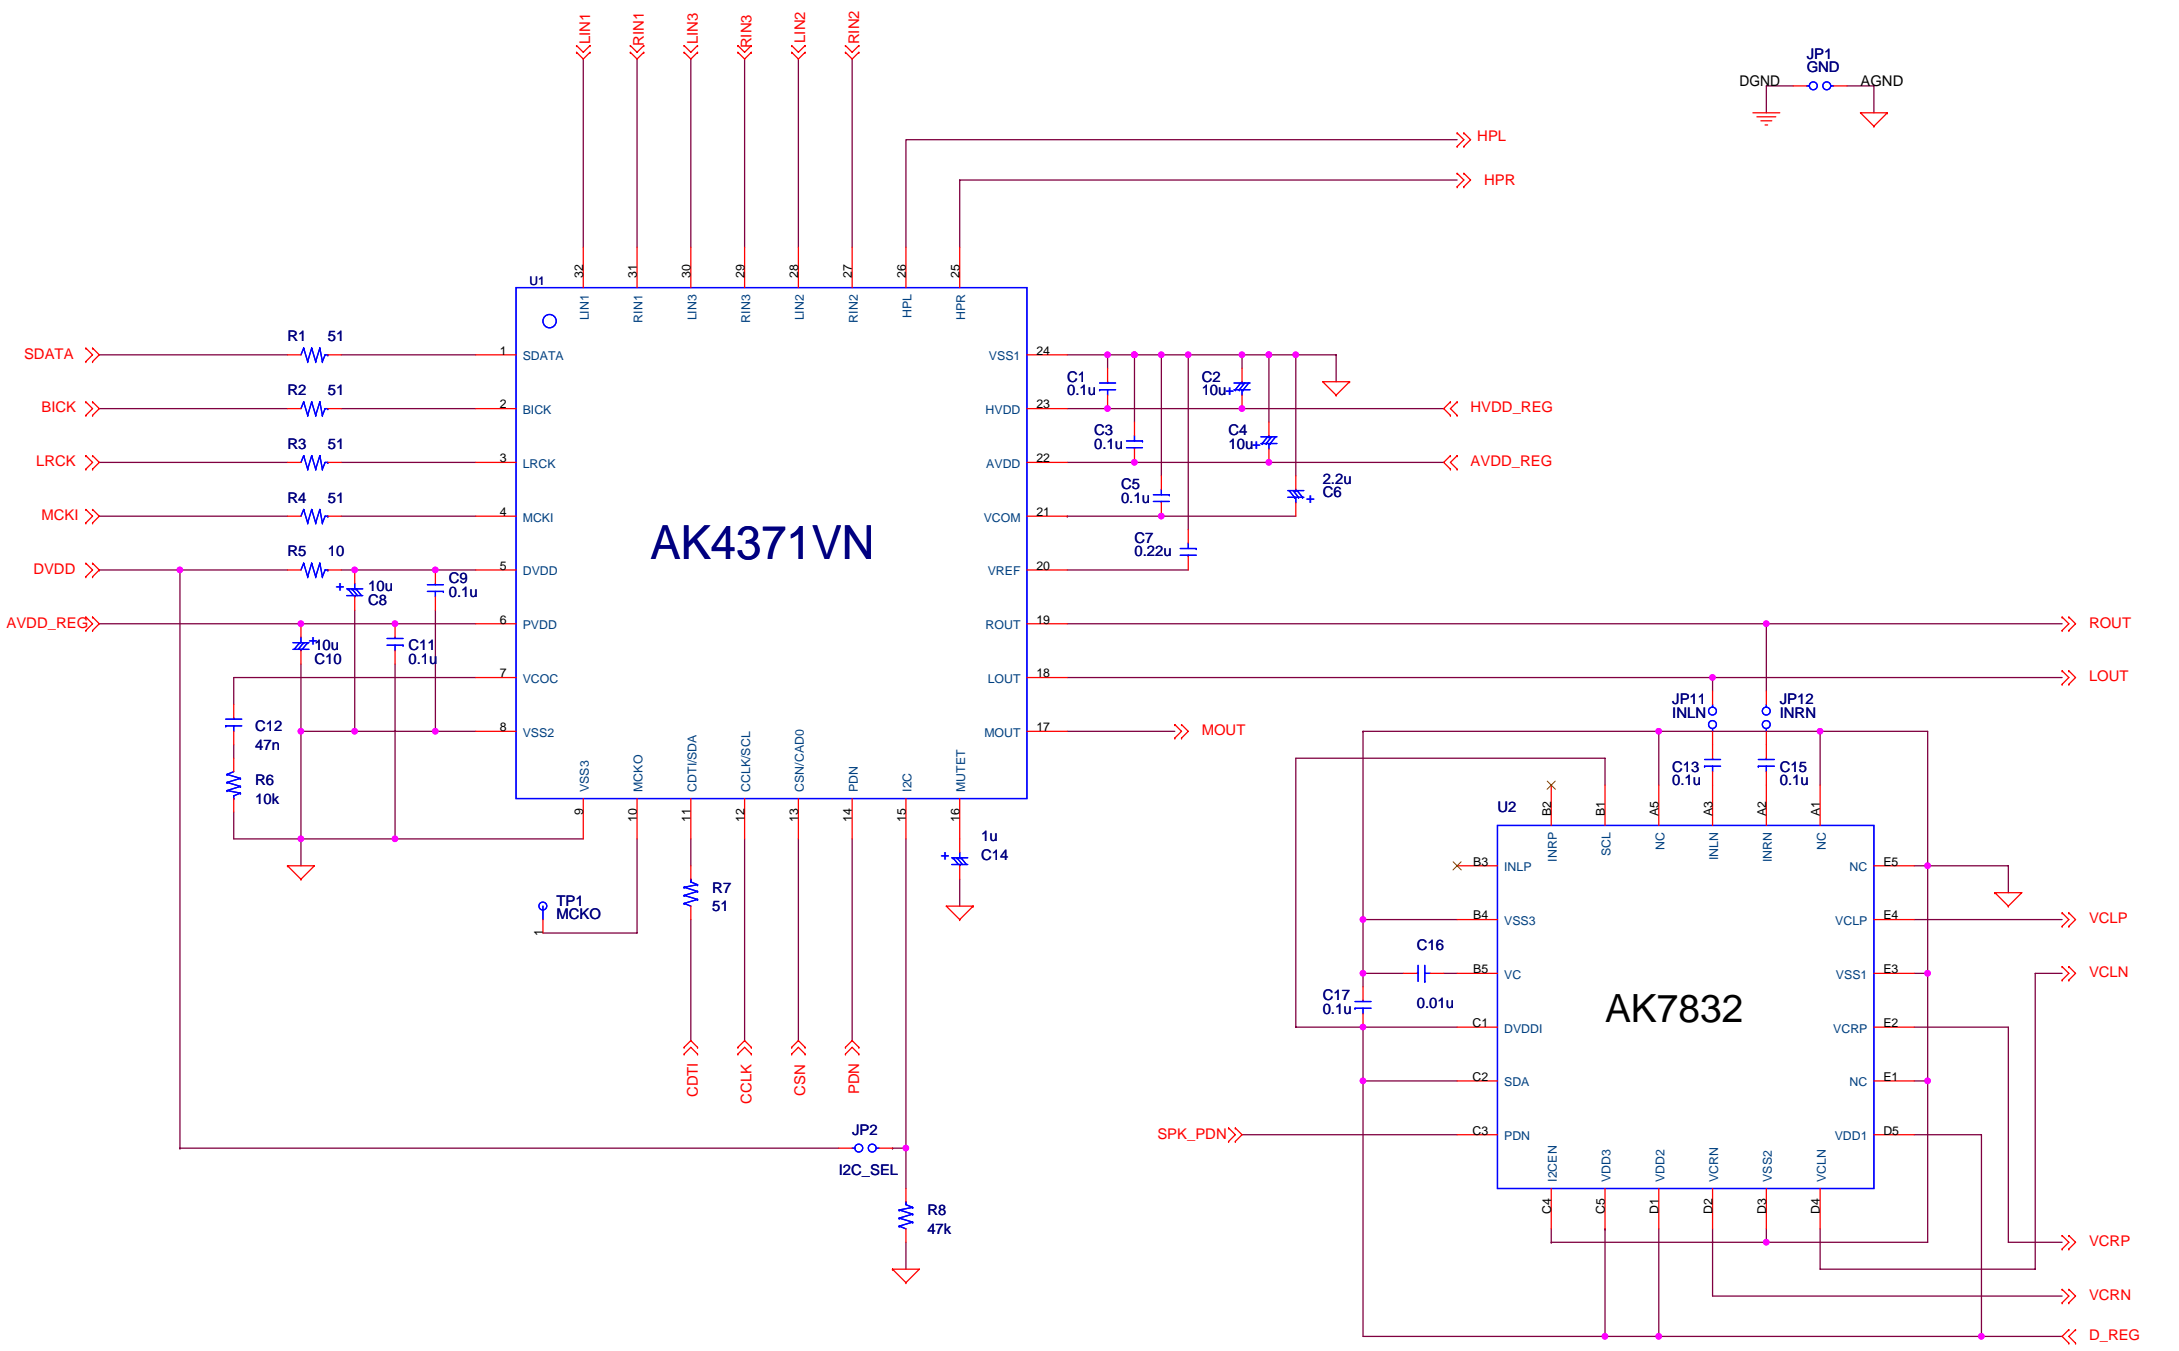 LIN1
RIN1
LIN3
RIN3
LIN2
RIN2
JP1
GND
DGND
AGND
HPL
HPR
32
31
30
29
28
27
26
25
U1
LIN1
RIN1
LIN3
RIN3
LIN2
RIN2
HPL
HPR
SDATA
R1 51
1
SDATA
BICK
R2 51
2
BICK
LRCK
R3 51
3
LRCK
MCKI
R4 51
4
MCKI
DVDD
R5 10
5
DVDD
+
10u
C8
C9
0.1u
AVDD_REG
6
PVDD
+
10u
C10
C11
0.1u
7
VCOC
C12
47n
8
VSS2
R6
10k
AK4371VN
VSS1
24
C1
0.1u
C2
10u
+
HVDD
23
HVDD_REG
C3
0.1u
C4
10u
+
AVDD
22
AVDD_REG
C5
0.1u
2.2u
C6
+
VCOM
21
C7
0.22u
VREF
20
ROUT
19
ROUT
LOUT
18
LOUT
MOUT
17
MOUT
VSS3
MCKO
CDTI/SDA
CCLK/SCL
CSN/CAD0
PDN
I2C
MUTET
9
10
11
12
13
14
15
16
1u
C14
+
TP1
MCKO
1
R7
51
CDTI
CCLK
CSN
PDN
JP2
I2C_SEL
R8
47k
JP11
INLN
JP12
INRN
C13
0.1u
C15
0.1u
U2
B2
B1
A5
A3
A2
A1
INRP
SCL
NC
INLN
INRN
NC
B3
INLP
B4
VSS3
C16
0.01u
B5
VC
C17
0.1u
C1
DVDDI
C2
SDA
SPK_PDN
C3
PDN
AK7832
NC
E5
VCLP
E4
VCLP
VSS1
E3
VCLN
VCRP
E2
NC
E1
VDD1
D5
I2CEN
VDD3
VDD2
VCRN
VSS2
VCLN
C4
C5
D1
D2
D3
D4
VCRP
VCRN
D_REG